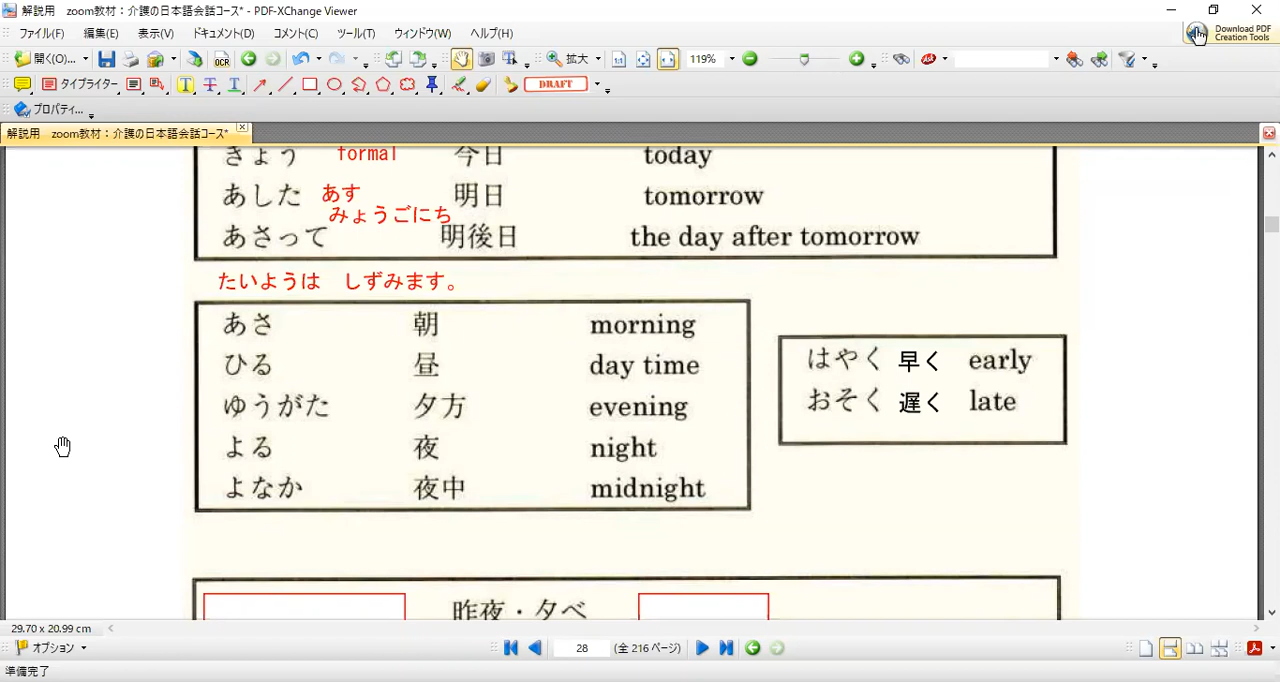 解説用　zoom教材：介護の日本語会話コース* - PDF-XChange Viewer
ファイル(F) 編集(E) 表示(V) ドキュメント(D) コメント(C) ツール(T) ウィンドウ(W) ヘルプ(H)
Download PDF
Creation Tools
開く(O)... OCR 拡大 119%
タイプライター T T T DRAFT
プロパティ...
解説用　zoom教材：介護の日本語会話コース*
きょう formal 今日 today
あした あす 明日 tomorrow
みょうごにち
あさって 明後日 the day after tomorrow
たいようは　しずみます。
あさ 朝 morning
ひる 昼 day time
ゆうがた 夕方 evening
よる 夜 night
よなか 夜中 midnight
はやく 早く early
おそく 遅く late
昨夜・夕べ
29.70 x 20.99 cm
オプション 28 (全 216 ページ)
準備完了